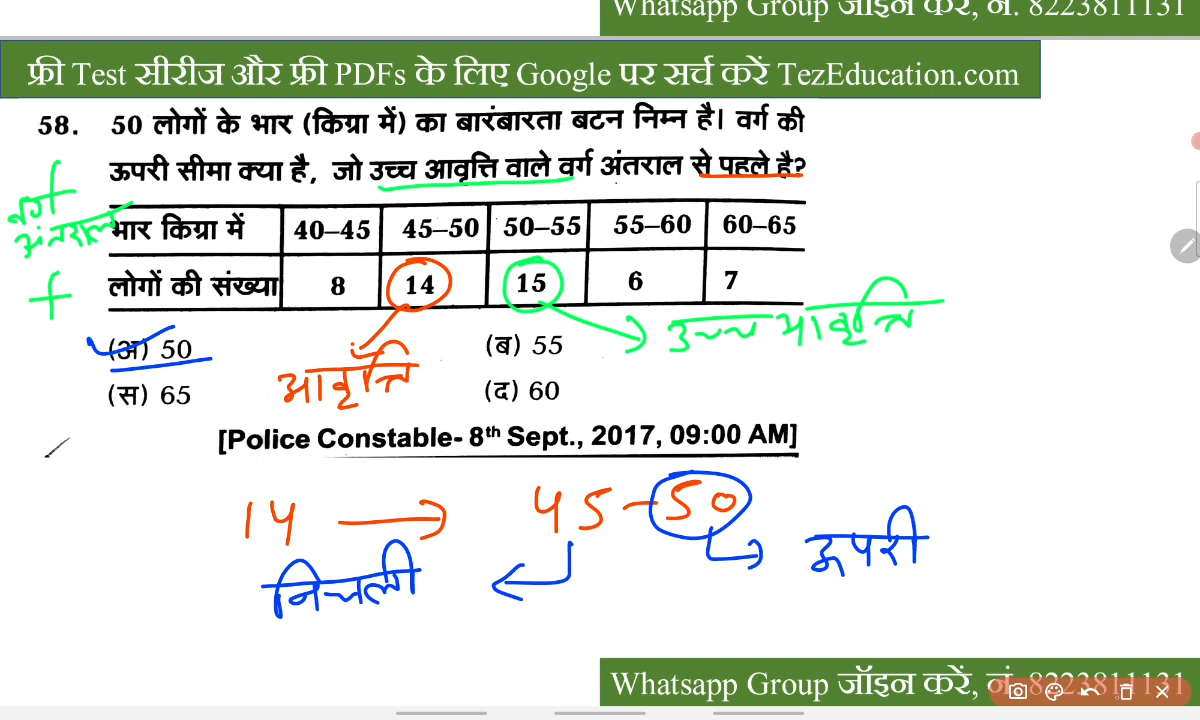 Whatsapp Group जॉइन करें, नं. 8223811131
फ्री Test सीरीज और फ्री PDFs के लिए Google पर सर्च करें TezEducation.com
58. 50 लोगों के भार (किग्रा में) का बारंबारता बटन निम्न है। वर्ग की
ऊपरी सीमा क्या है, जो उच्च आवृत्ति वाले वर्ग अंतराल से पहले है?
वर्ग
अंतराल
भार किग्रा में 40–45 45–50 50–55 55–60 60–65
लोगों की संख्या 8 14 15 6 7
उच्च आवृत्ति
(अ) 50 (ब) 55
आवृत्ति
(स) 65 (द) 60
[Police Constable- 8th Sept., 2017, 09:00 AM]
14 → 45-50
निचली ऊपरी
Whatsapp Group जॉइन करें, नं. 8223811131